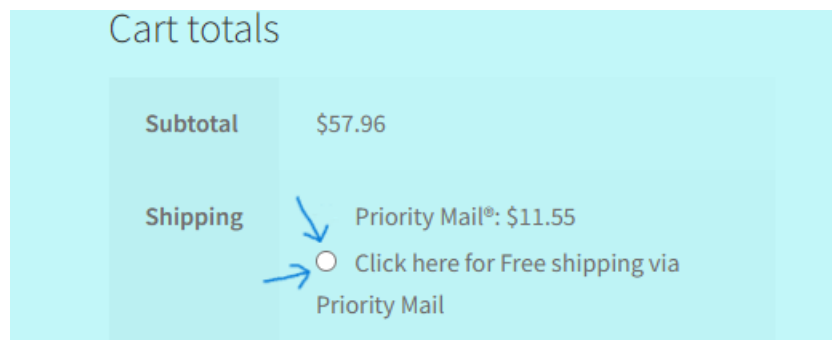 Cart totals
Subtotal $57.96
Shipping Priority Mail®: $11.55
Click here for Free shipping via
Priority Mail